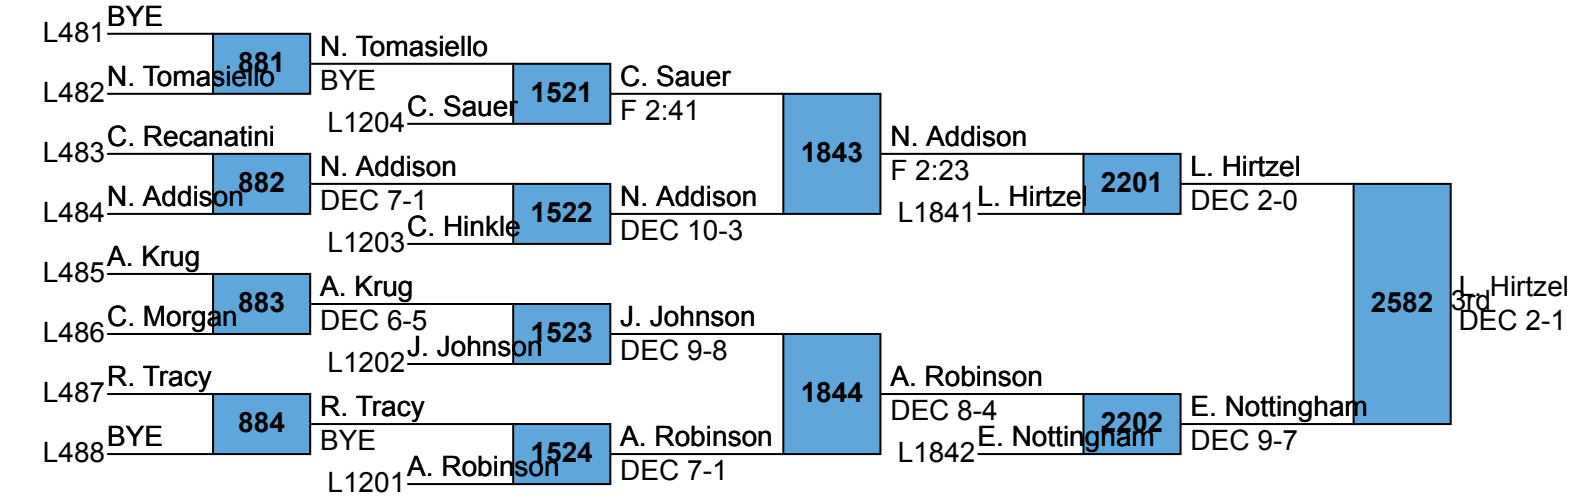 BYE
L481
881
N. Tomasiello
L482
N. Tomasiello
BYE
1521
C. Sauer
F 2:41
L1204
C. Sauer
C. Recanatini
L483
882
N. Addison
L484
N. Addison
DEC 7-1
1522
N. Addison
DEC 10-3
L1203
C. Hinkle
1843
N. Addison
F 2:23
L1841
L. Hirtzel
2201
L. Hirtzel
DEC 2-0
A. Krug
L485
883
C. Morgan
L486
A. Krug
DEC 6-5
1523
J. Johnson
DEC 9-8
L1202
J. Johnson
R. Tracy
L487
884
BYE
L488
R. Tracy
BYE
1524
A. Robinson
DEC 7-1
L1201
A. Robinson
1844
A. Robinson
DEC 8-4
L1842
E. Nottingham
2202
E. Nottingham
DEC 9-7
2582
3rd
L. Hirtzel
DEC 2-1